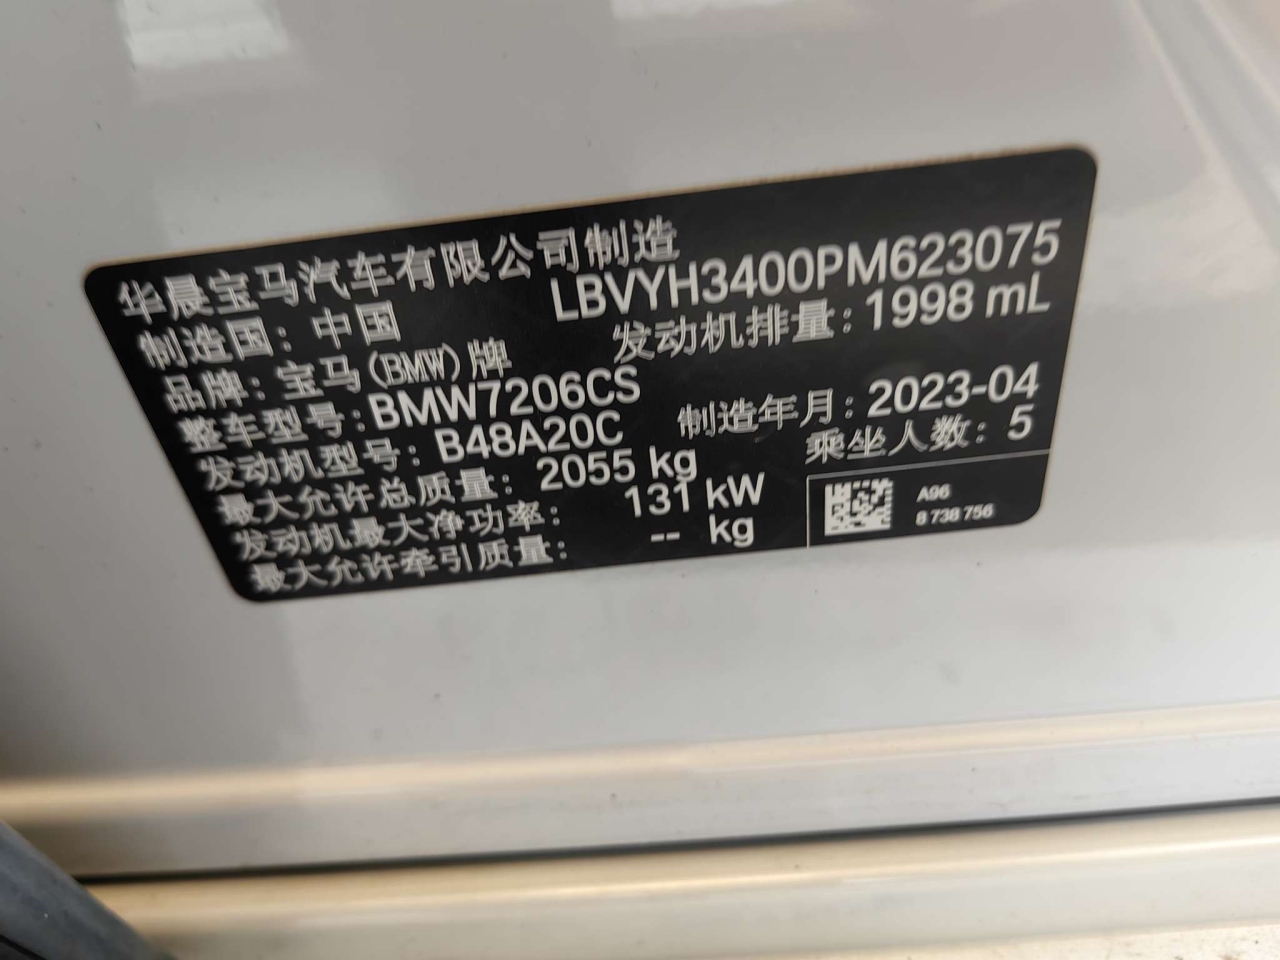 华晨宝马汽车有限公司制造
制造国：中国 LBVYH3400PM623075
品牌：宝马(BMW)牌 发动机排量：1998 mL
整车型号：BMW7206CS
发动机型号：B48A20C 制造年月：2023-04
最大允许总质量：2055 kg 乘坐人数：5
发动机最大净功率：131 kW
最大允许牵引质量：-- kg
A96
8 738 756